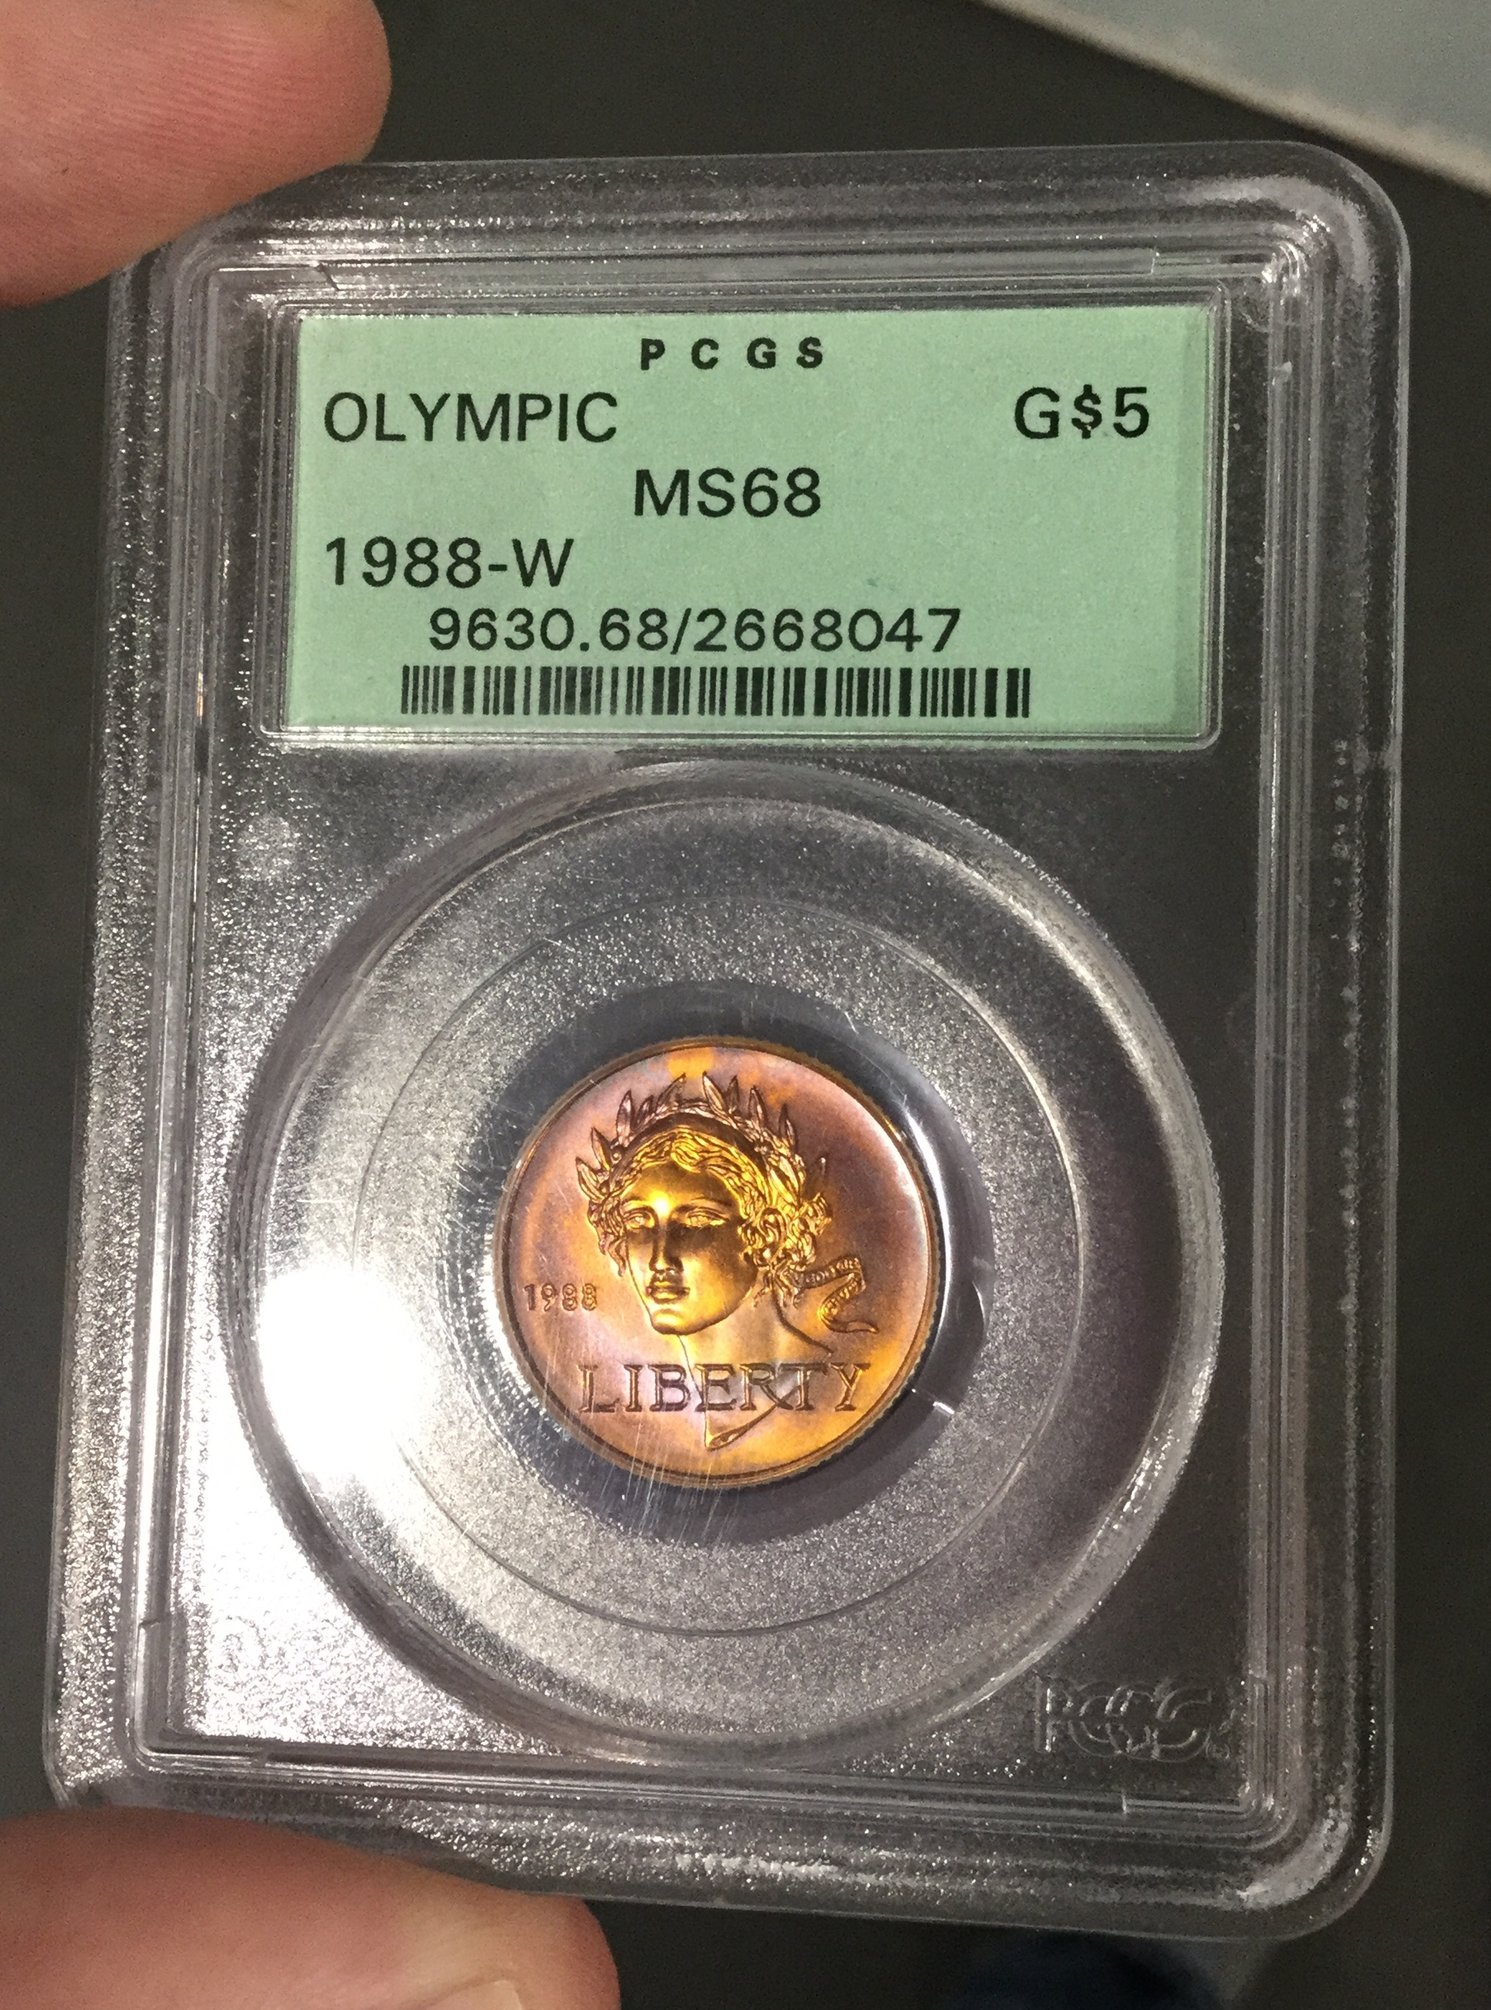 PCGS
OLYMPIC G$5
MS68
1988-W
9630.68/2668047
1988
LIBERTY
PCGS